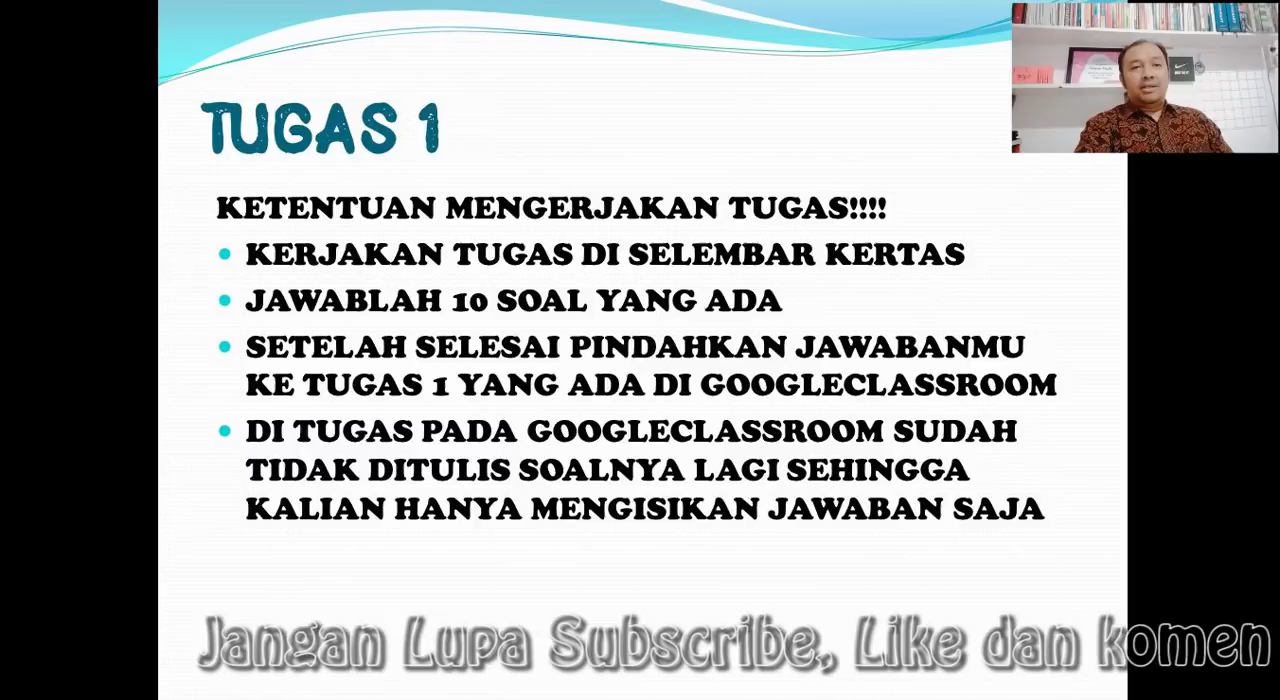 TUGAS 1
KETENTUAN MENGERJAKAN TUGAS!!!!
• KERJAKAN TUGAS DI SELEMBAR KERTAS
• JAWABLAH 10 SOAL YANG ADA
• SETELAH SELESAI PINDAHKAN JAWABANMU
KE TUGAS 1 YANG ADA DI GOOGLECLASSROOM
• DI TUGAS PADA GOOGLECLASSROOM SUDAH
TIDAK DITULIS SOALNYA LAGI SEHINGGA
KALIAN HANYA MENGISIKAN JAWABAN SAJA
Jangan Lupa Subscribe, Like dan komen